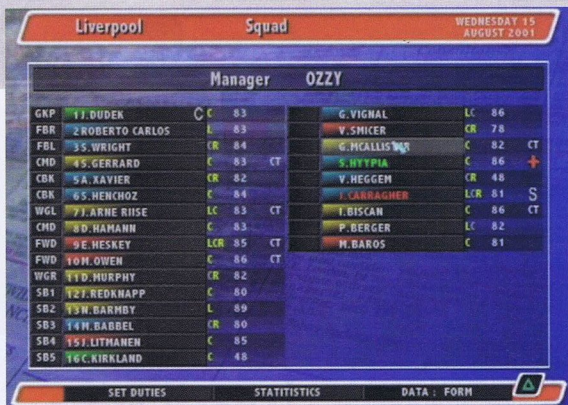 Liverpool Squad WEDNESDAY 15
AUGUST 2001
Manager OZZY
GKP 1 J.DUDEK C C 83
FBR 2 ROBERTO CARLOS L 83
FBL 3 S.WRIGHT CR 84
CMD 4 S.GERRARD C 83 CT
CBK 5 A.XAVIER CR 82
CBK 6 S.HENCHOZ C 84
WGL 7 J.ARNE RIISE LC 83 CT
CMD 8 D.HAMANN C 83
FWD 9 E.HESKEY LCR 85 CT
FWD 10 M.OWEN C 86 CT
WGR 11 D.MURPHY CR 82
SB1 12 J.REDKNAPP C 80
SB2 13 N.BARMBY L 89
SB3 14 M.BABBEL CR 80
SB4 15 J.LITMANEN C 85
SB5 16 C.KIRKLAND C 48
G.VIGNAL LC 86
V.SMICER CR 78
G.MCALLISTER C 82 CT
S.HYYPIA C 86
V.HEGGEM CR 48
J.CARRAGHER LCR 81 S
I.BISCAN C 86 CT
P.BERGER LC 82
M.BAROS C 81
SET DUTIES STATITISTICS DATA : FORM